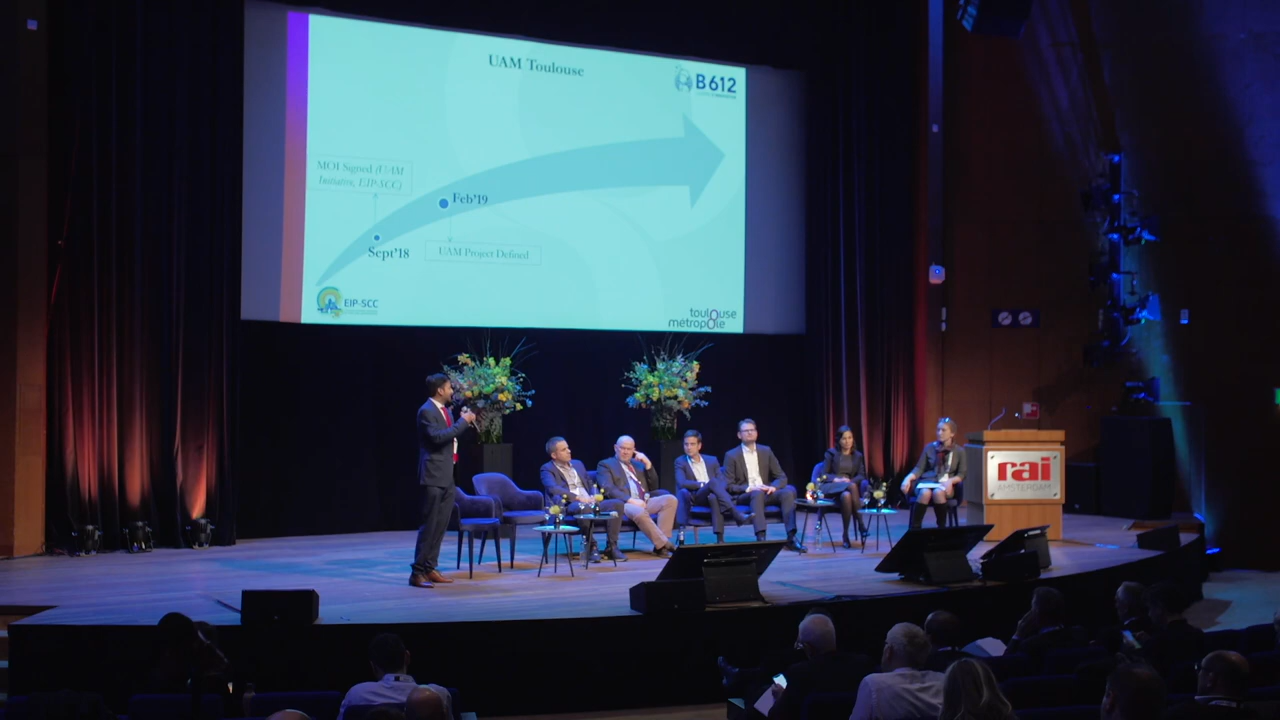 UAM Toulouse
B612
MOI Signed (UAM
Initiative, EIP-SCC)
Feb'19
Sept'18
UAM Project Defined
EIP-SCC
toulouse
métropole
rai
AMSTERDAM